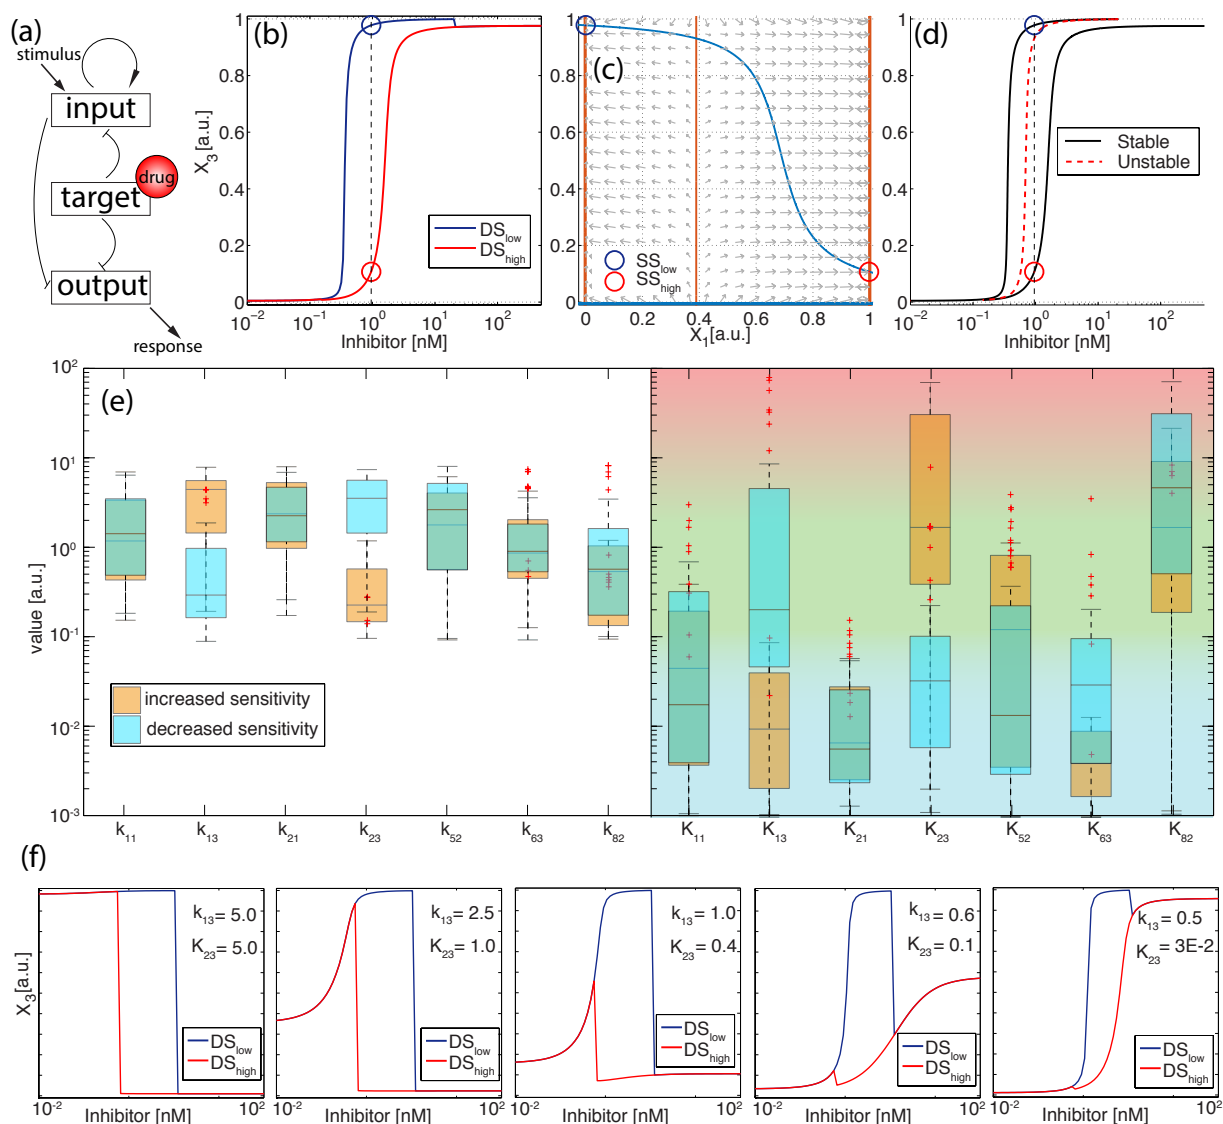 (a)
stimulus
input
target
drug
output
response
(b)
X3 [a.u.]
1
0.8
0.6
0.4
0.2
0
DSlow
DShigh
10^-2 10^-1 10^0 10^1 10^2
Inhibitor [nM]
(c)
1
0.8
0.6
0.4
0.2
0
SSlow
SShigh
0 0.2 0.4 0.6 0.8 1
X1[a.u.]
(d)
1
0.8
0.6
0.4
0.2
0
Stable
Unstable
10^-2 10^-1 10^0 10^1 10^2
Inhibitor [nM]
(e)
value [a.u.]
10^2
10^1
10^0
10^-1
10^-2
10^-3
increased sensitivity
decreased sensitivity
k11 k13 k21 k23 k52 k63 k82 K11 K13 K21 K23 K52 K63 K82
(f)
X3[a.u.]
k13= 5.0
K23= 5.0
DSlow
DShigh
10^-2 Inhibitor [nM] 10^2
k13= 2.5
K23= 1.0
DSlow
DShigh
10^-2 Inhibitor [nM] 10^2
k13= 1.0
K23= 0.4
DSlow
DShigh
10^-2 Inhibitor [nM] 10^2
k13= 0.6
K23= 0.1
DSlow
DShigh
10^-2 Inhibitor [nM] 10^2
k13= 0.5
K23= 3E-2
DSlow
DShigh
10^-2 Inhibitor [nM] 10^2